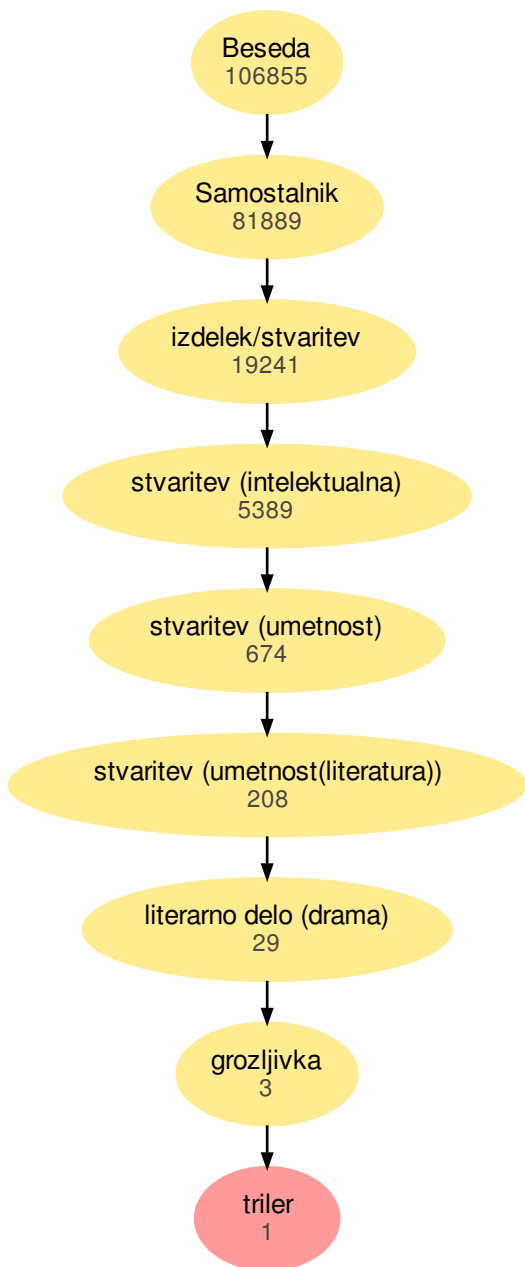 Beseda
106855
Samostalnik
81889
izdelek/stvaritev
19241
stvaritev (intelektualna)
5389
stvaritev (umetnost)
674
stvaritev (umetnost(literatura))
208
literarno delo (drama)
29
grozljivka
3
triler
1